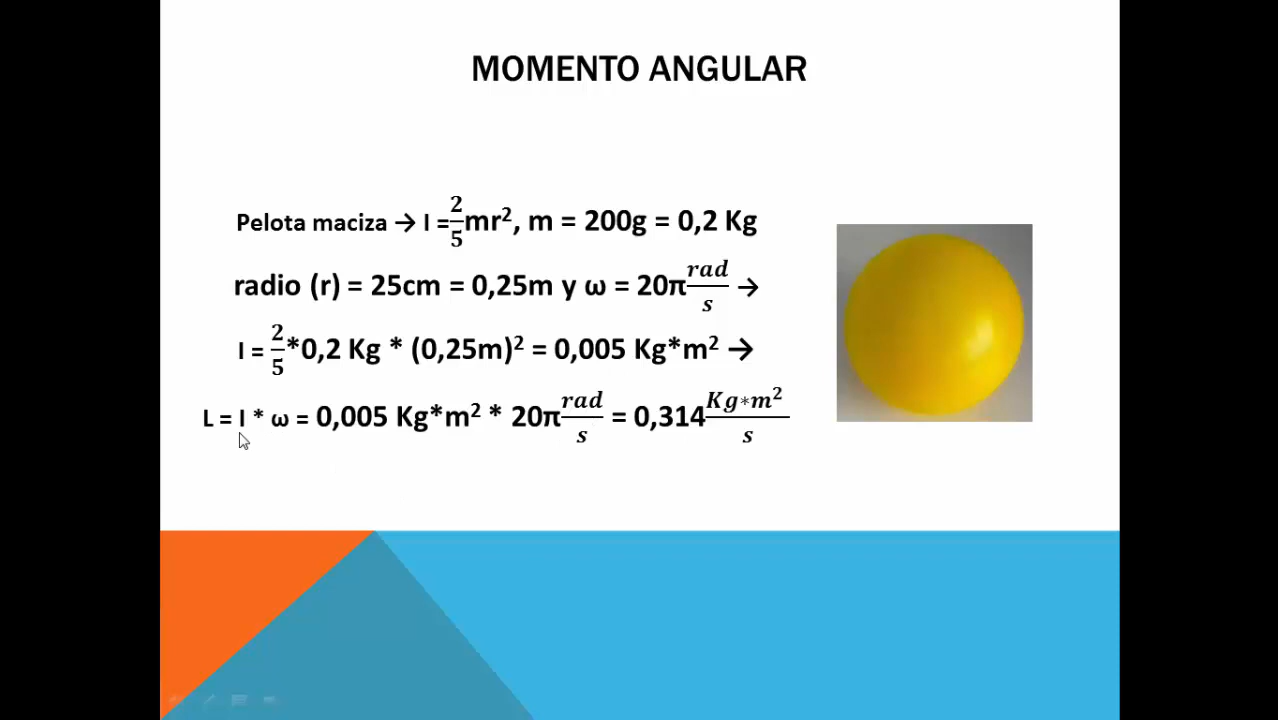 MOMENTO ANGULAR
Pelota maciza → I = 2/5 mr², m = 200g = 0,2 Kg
radio (r) = 25cm = 0,25m y ω = 20π rad/s →
I = 2/5 *0,2 Kg * (0,25m)² = 0,005 Kg*m² →
L = I * ω = 0,005 Kg*m² * 20π rad/s = 0,314 Kg*m²/s